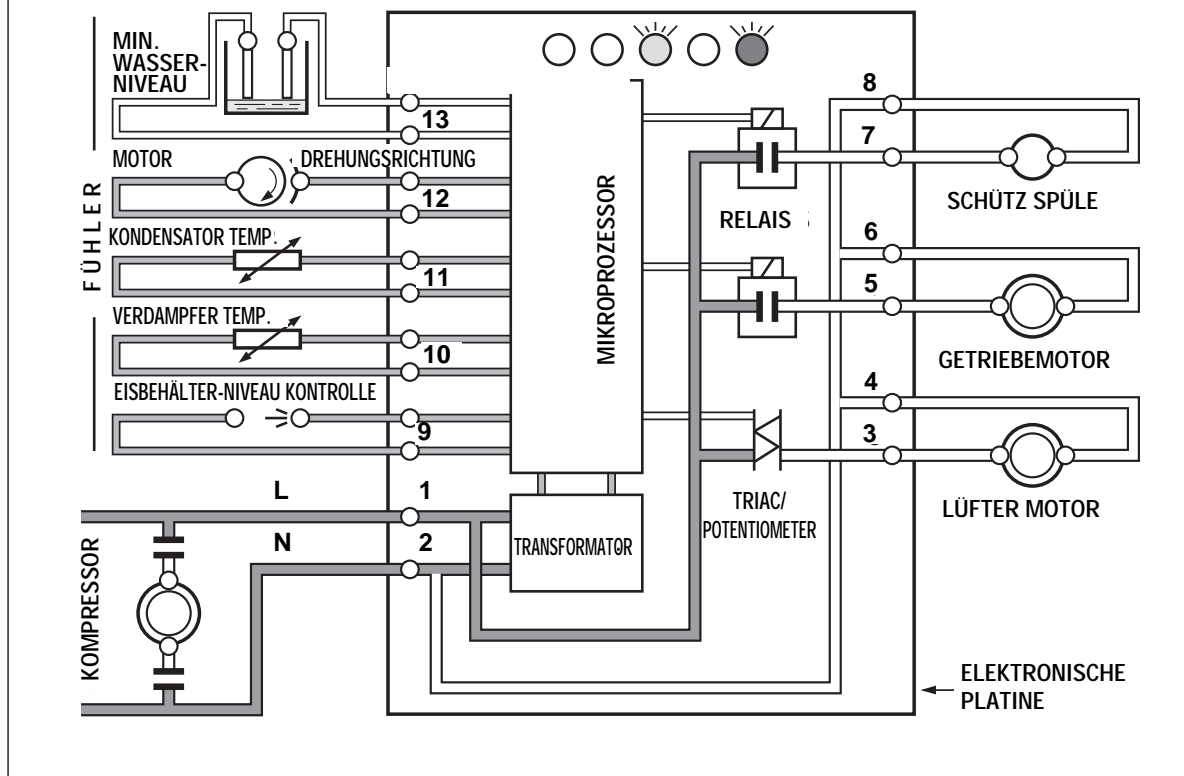 MIN.
WASSER-
NIVEAU
13
MOTOR
DREHUNGSRICHTUNG
12
FÜHLER
KONDENSATOR TEMP.
11
VERDAMPFER TEMP.
10
EISBEHÄLTER-NIVEAU KONTROLLE
9
L
1
N
2
KOMPRESSOR
MIKROPROZESSOR
TRANSFORMATOR
RELAIS
TRIAC/
POTENTIOMETER
8
7
SCHÜTZ SPÜLE
6
5
GETRIEBEMOTOR
4
3
LÜFTER MOTOR
ELEKTRONISCHE
PLATINE